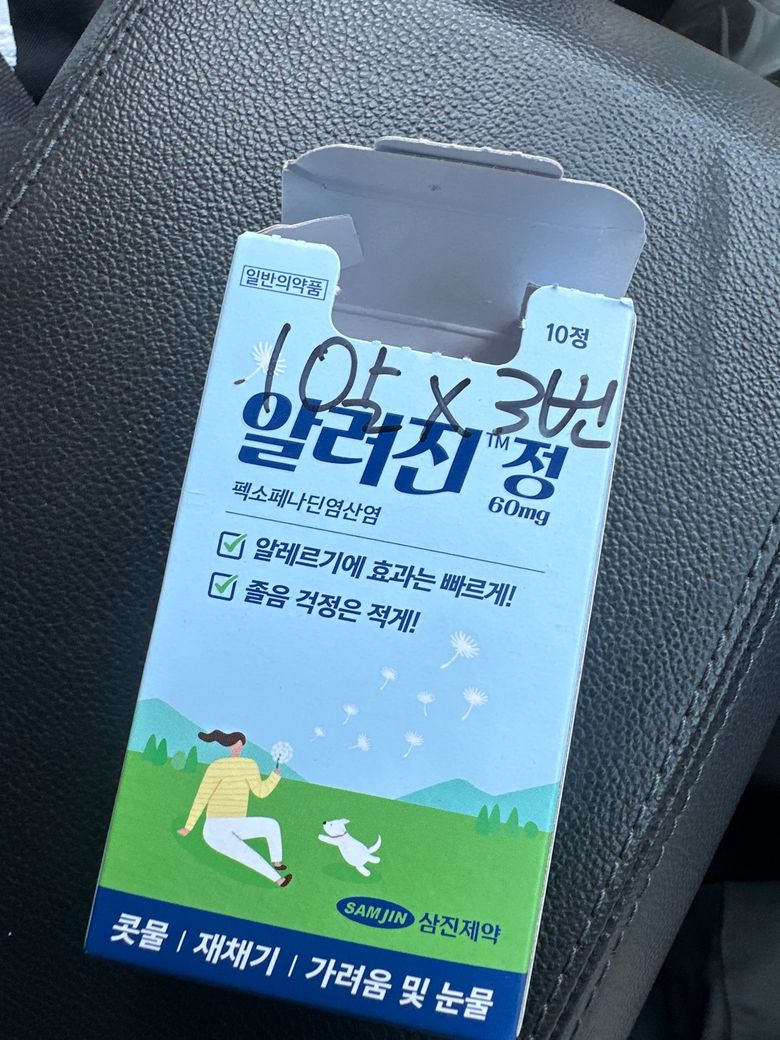 일반의약품
10정
1알 X 3번
알러진™정
60mg
펙소페나딘염산염
알레르기에 효과는 빠르게!
졸음 걱정은 적게!
SAMJIN 삼진제약
콧물 | 재채기 | 가려움 및 눈물